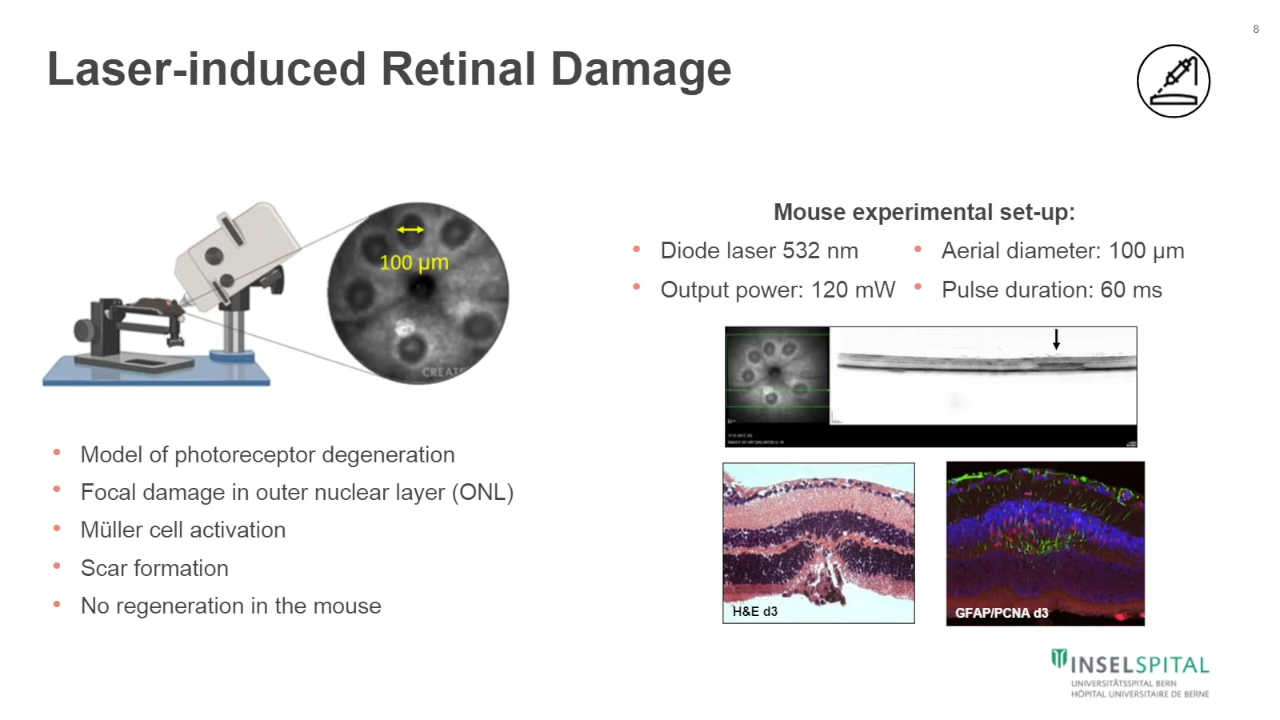 8
Laser-induced Retinal Damage
100 µm
CREATE
Model of photoreceptor degeneration
Focal damage in outer nuclear layer (ONL)
Müller cell activation
Scar formation
No regeneration in the mouse
Mouse experimental set-up:
Diode laser 532 nm
Output power: 120 mW
Aerial diameter: 100 µm
Pulse duration: 60 ms
H&E d3
GFAP/PCNA d3
INSELSPITAL
UNIVERSITÄTSSPITAL BERN
HÔPITAL UNIVERSITAIRE DE BERNE